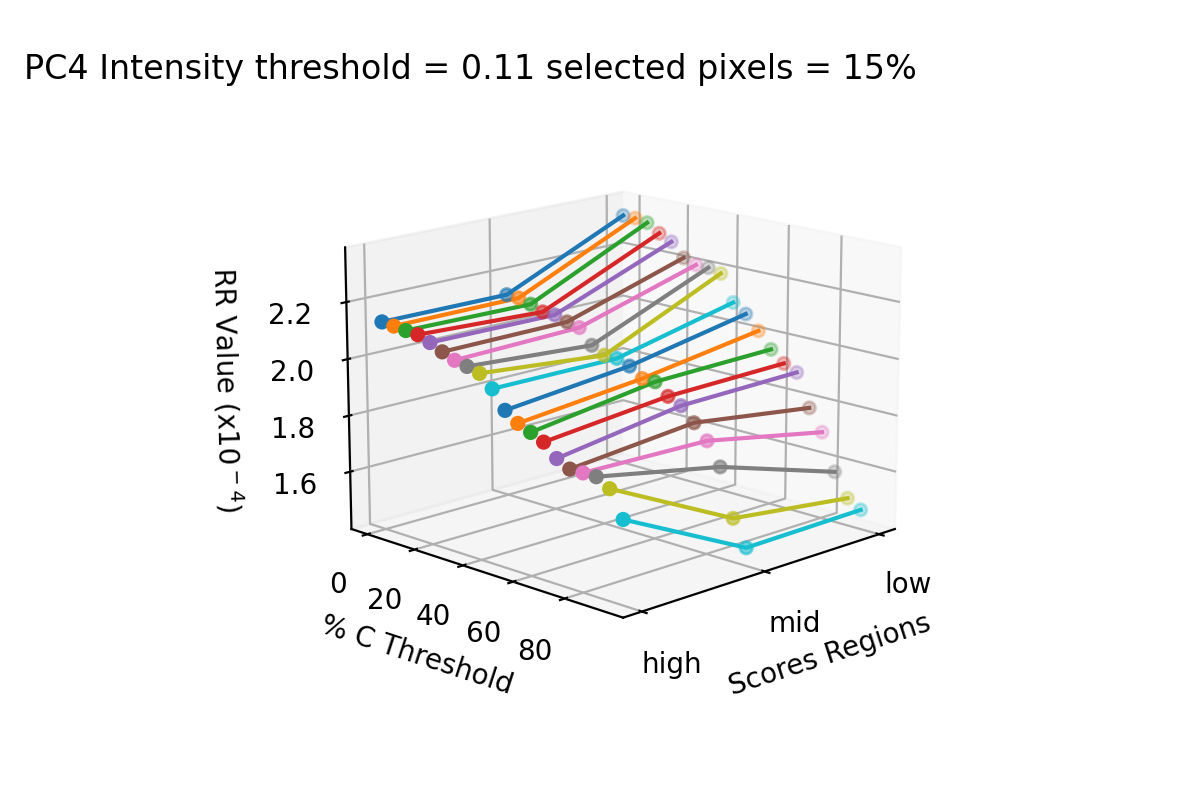 PC4 Intensity threshold = 0.11 selected pixels = 15%
RR Value (x10⁻⁴)
2.2
2.0
1.8
1.6
0
20
40
60
80
% C Threshold
high
mid
low
Scores Regions